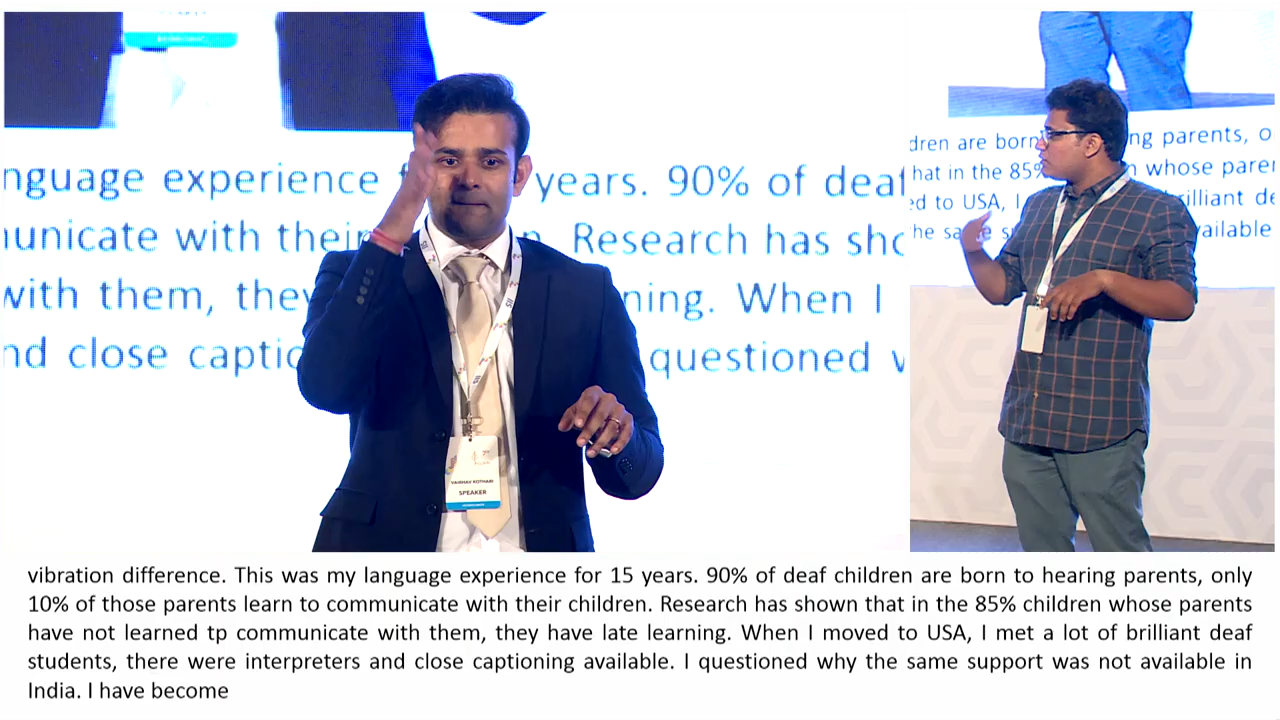 nguage experience f years. 90% of deaf
unicate with their n. Research has sho
with them, they ning. When I
nd close captio questioned w
VAIBHAV KOTHARI
SPEAKER
dren are born ng parents, o
hat in the 85% n whose paren
ed to USA, I rilliant de
he same s vailable
vibration difference. This was my language experience for 15 years. 90% of deaf children are born to hearing parents, only
10% of those parents learn to communicate with their children. Research has shown that in the 85% children whose parents
have not learned tp communicate with them, they have late learning. When I moved to USA, I met a lot of brilliant deaf
students, there were interpreters and close captioning available. I questioned why the same support was not available in
India. I have become